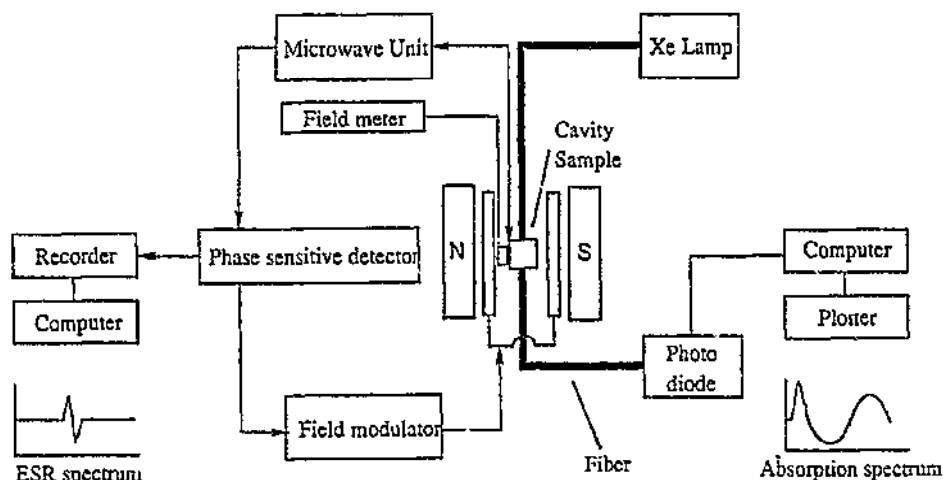 Microwave Unit
Xe Lamp
Field meter
Cavity
Sample
N
S
Recorder
Phase sensitive detector
Computer
Computer
Plotter
Photo
diode
Field modulator
Fiber
ESR spectrum
Absorption spectrum